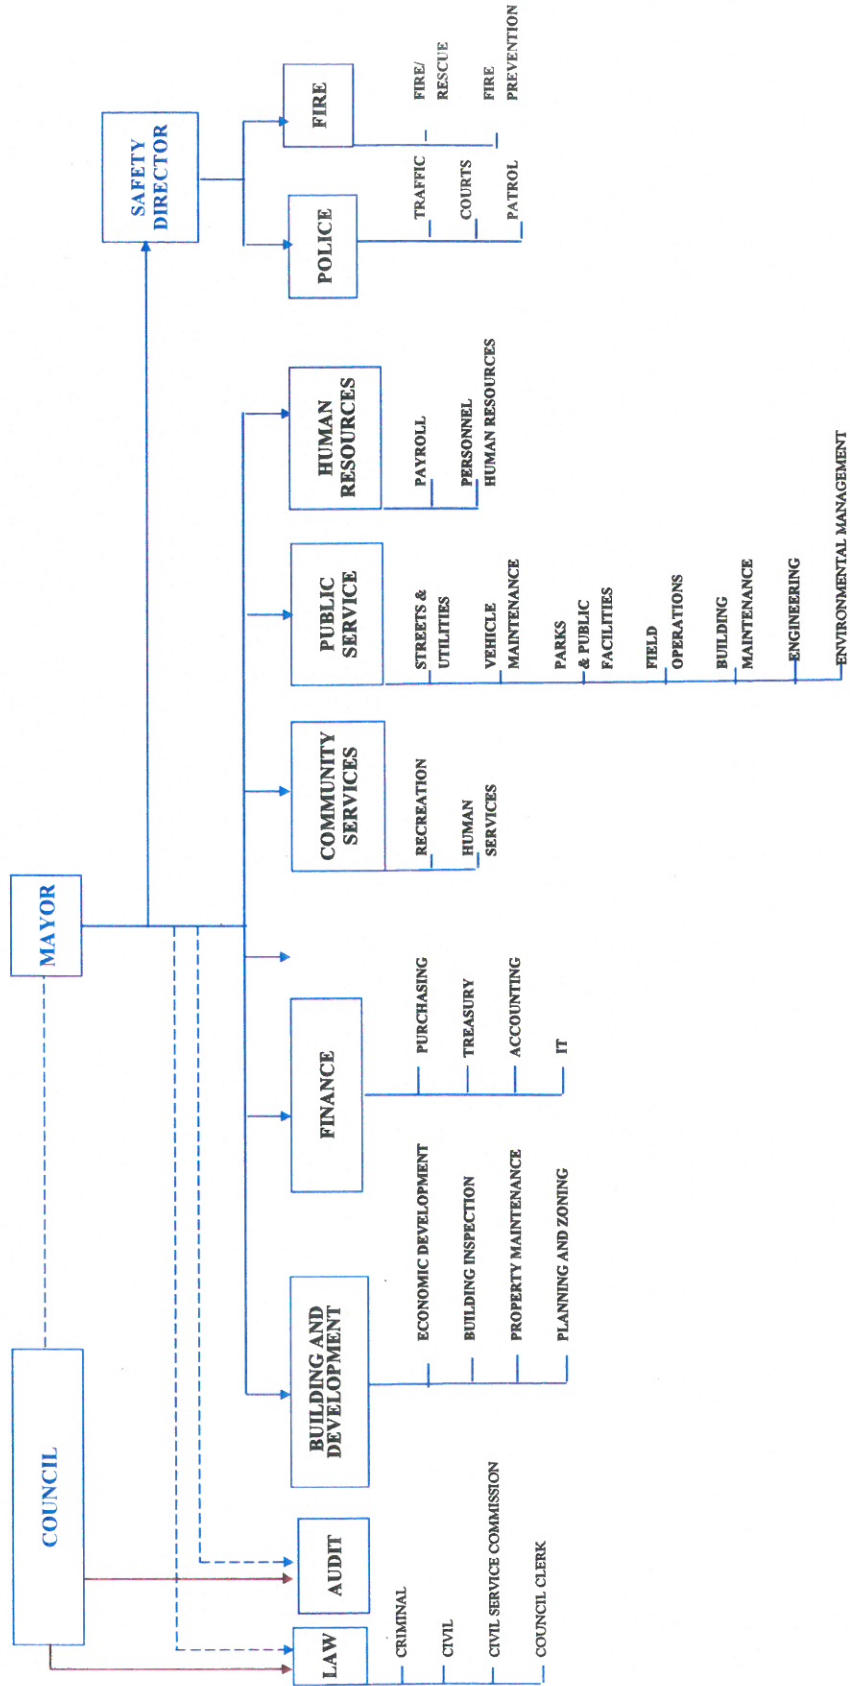 COUNCIL
MAYOR
SAFETY
DIRECTOR
LAW
AUDIT
BUILDING AND
DEVELOPMENT
FINANCE
COMMUNITY
SERVICES
PUBLIC
SERVICE
HUMAN
RESOURCES
POLICE
FIRE
CRIMINAL
CIVIL
CIVIL SERVICE COMMISSION
COUNCIL CLERK
ECONOMIC DEVELOPMENT
BUILDING INSPECTION
PROPERTY MAINTENANCE
PLANNING AND ZONING
PURCHASING
TREASURY
ACCOUNTING
IT
RECREATION
HUMAN
SERVICES
STREETS &
UTILITIES
VEHICLE
MAINTENANCE
PARKS
& PUBLIC
FACILITIES
FIELD
OPERATIONS
BUILDING
MAINTENANCE
ENGINEERING
ENVIRONMENTAL MANAGEMENT
PAYROLL
PERSONNEL
HUMAN RESOURCES
TRAFFIC
COURTS
PATROL
FIRE/
RESCUE
FIRE
PREVENTION